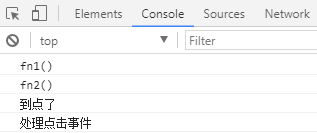 Elements Console Sources Network
top Filter
fn1()
fn2()
到点了
处理点击事件